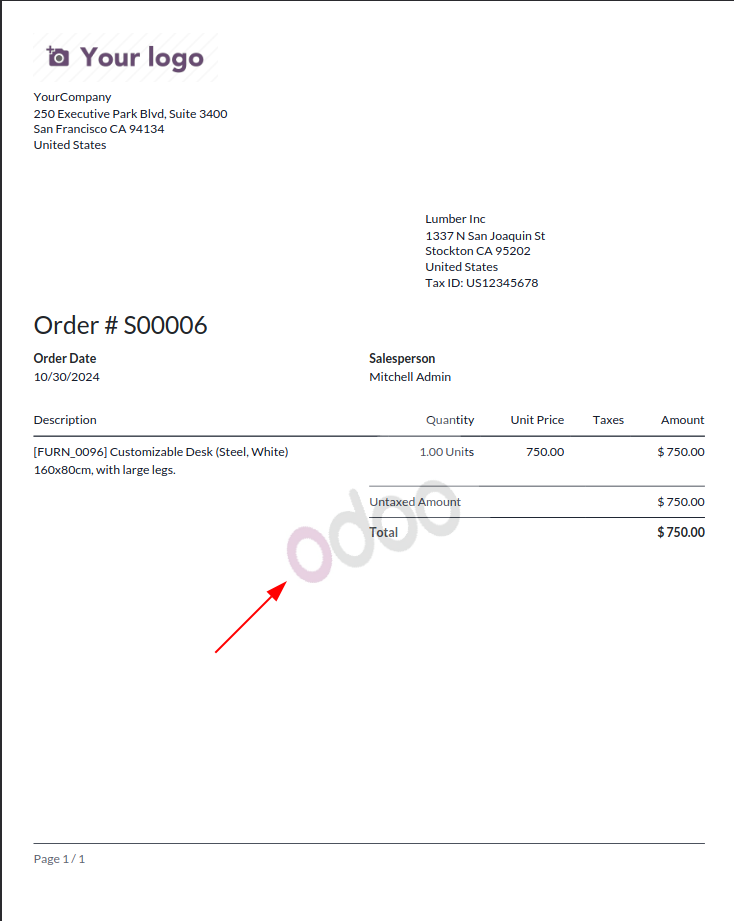 Your logo
YourCompany
250 Executive Park Blvd, Suite 3400
San Francisco CA 94134
United States
Lumber Inc
1337 N San Joaquin St
Stockton CA 95202
United States
Tax ID: US12345678
Order # S00006
Order Date Salesperson
10/30/2024 Mitchell Admin
Description Quantity Unit Price Taxes Amount
[FURN_0096] Customizable Desk (Steel, White) 1.00 Units 750.00 $ 750.00
160x80cm, with large legs.
Untaxed Amount $ 750.00
Total $ 750.00
odoo
Page 1 / 1